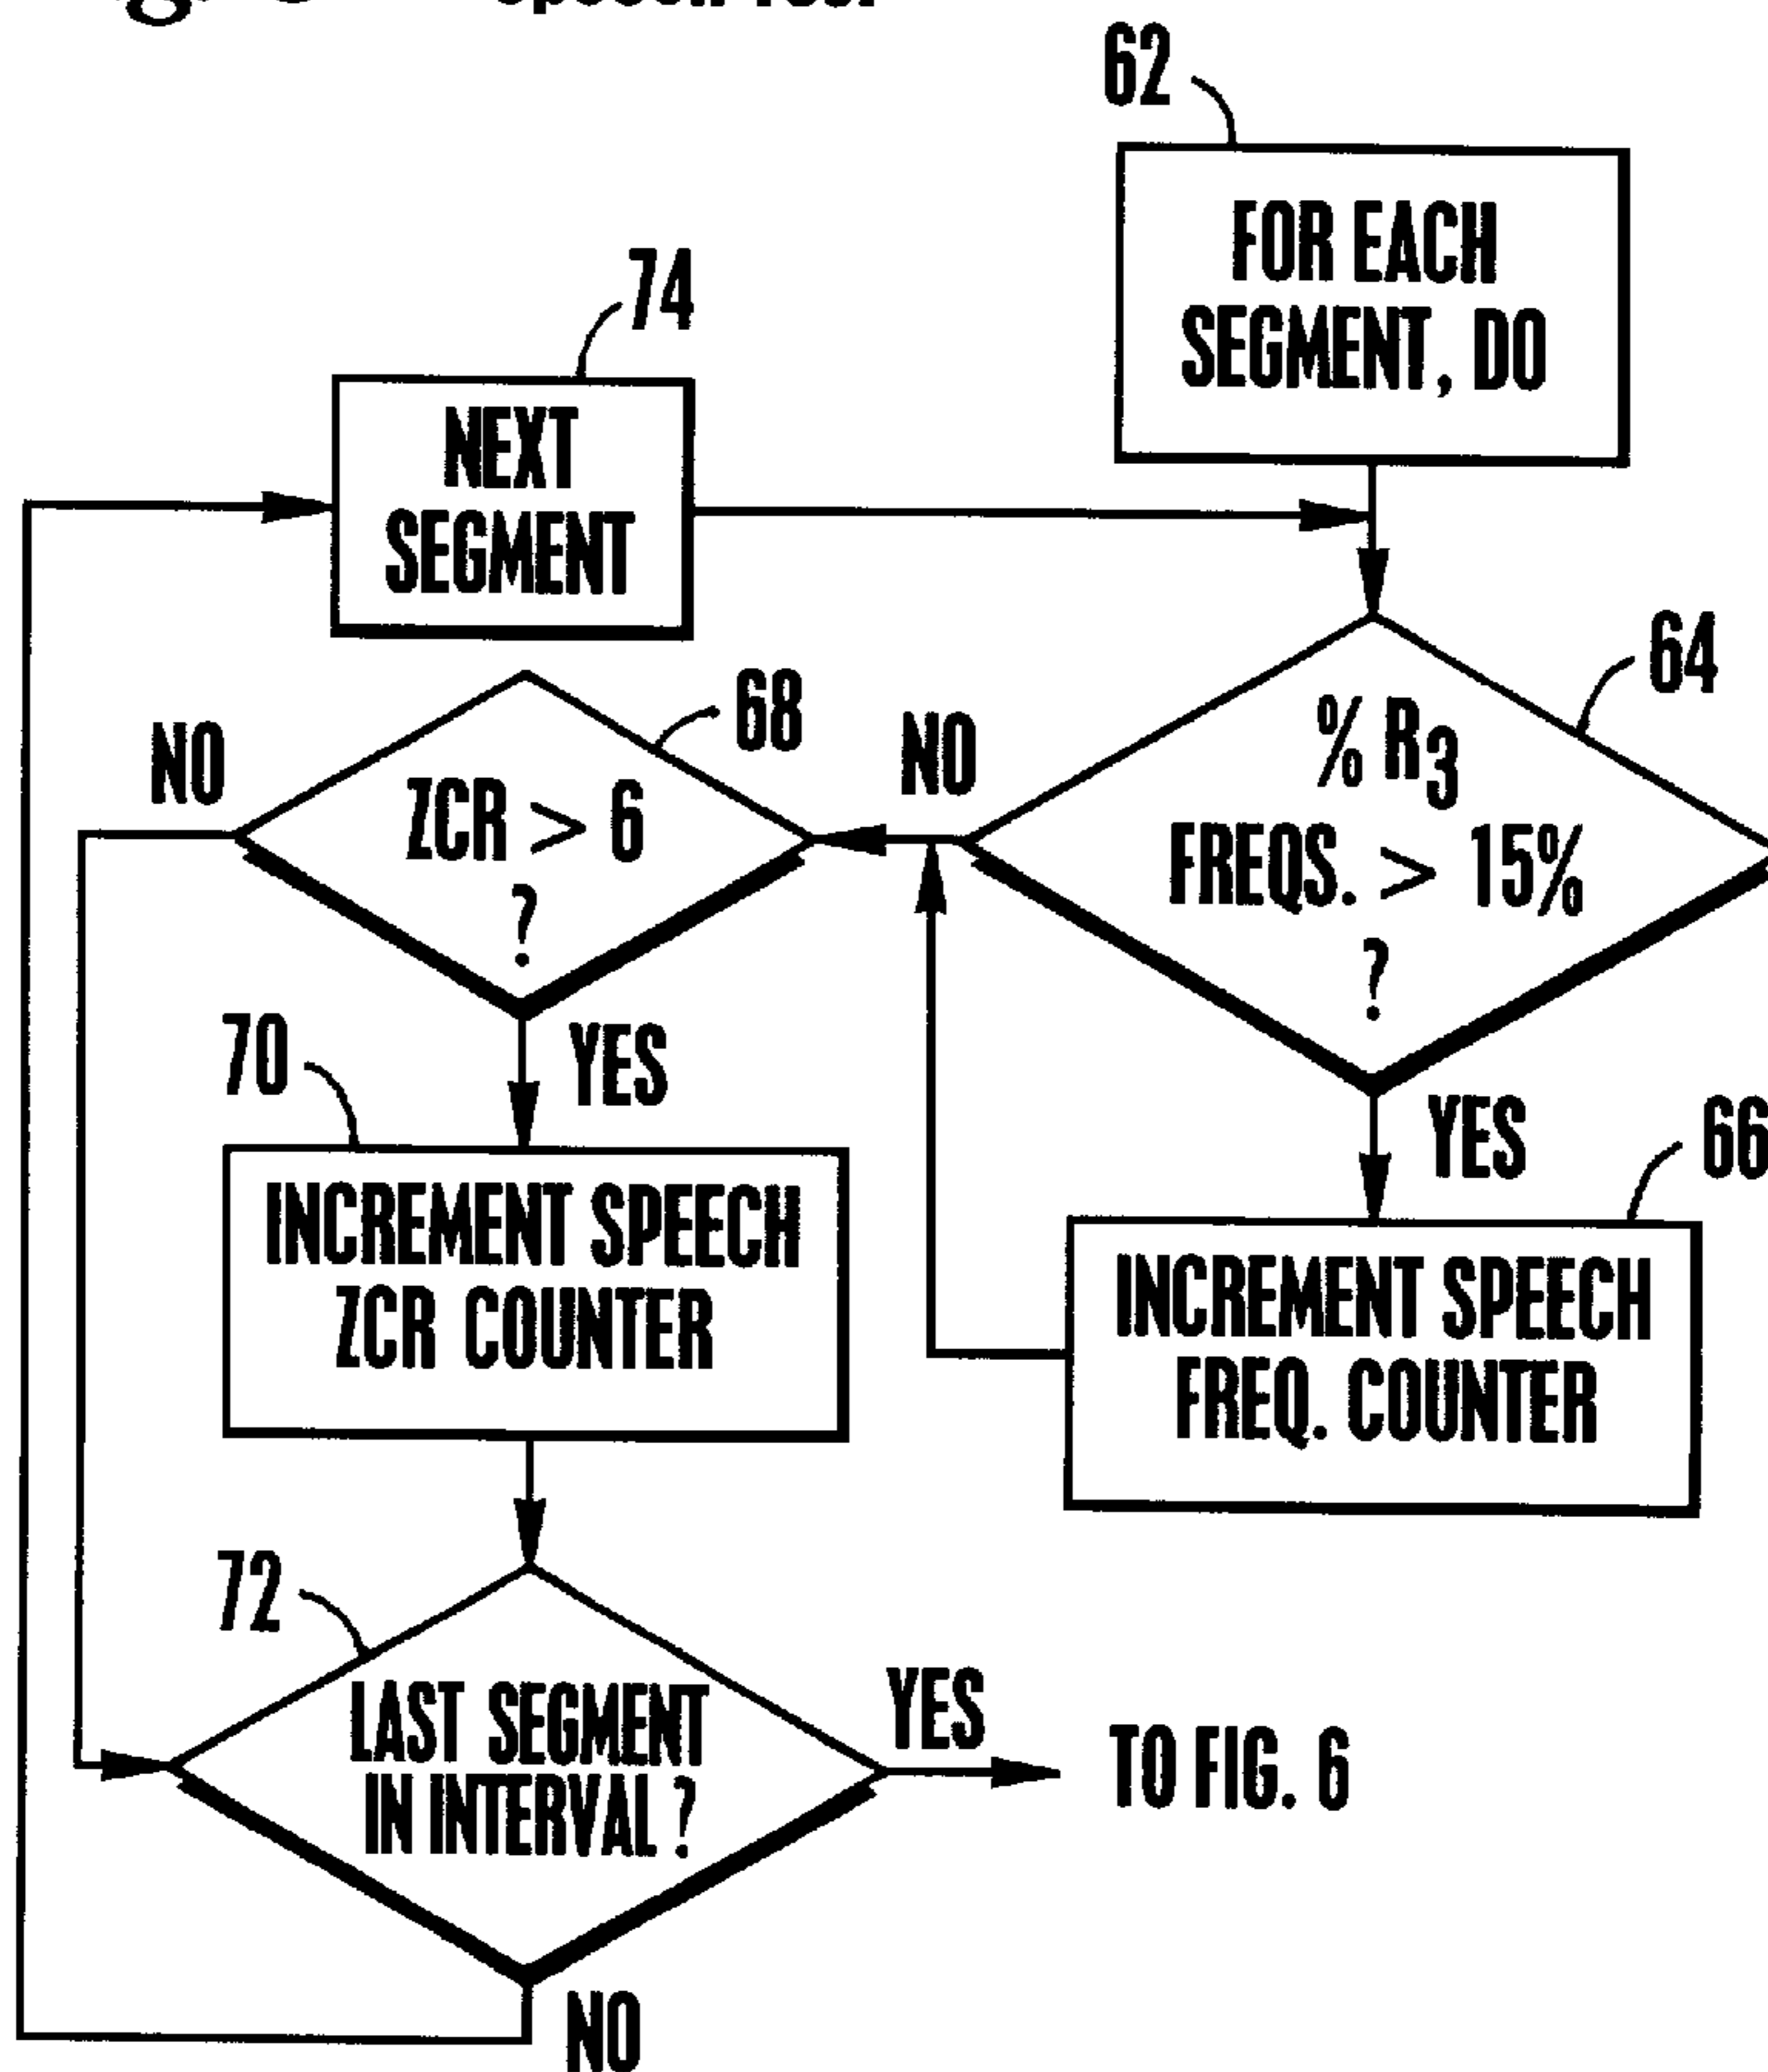 62
FOR EACH
SEGMENT, DO
74
NEXT
SEGMENT
64
% R3
FREQS. > 15%
?
NO
68
ZCR > 6
?
NO
YES
66
INCREMENT SPEECH
FREQ. COUNTER
YES
70
INCREMENT SPEECH
ZCR COUNTER
72
LAST SEGMENT
IN INTERVAL ?
YES
TO FIG. 6
NO